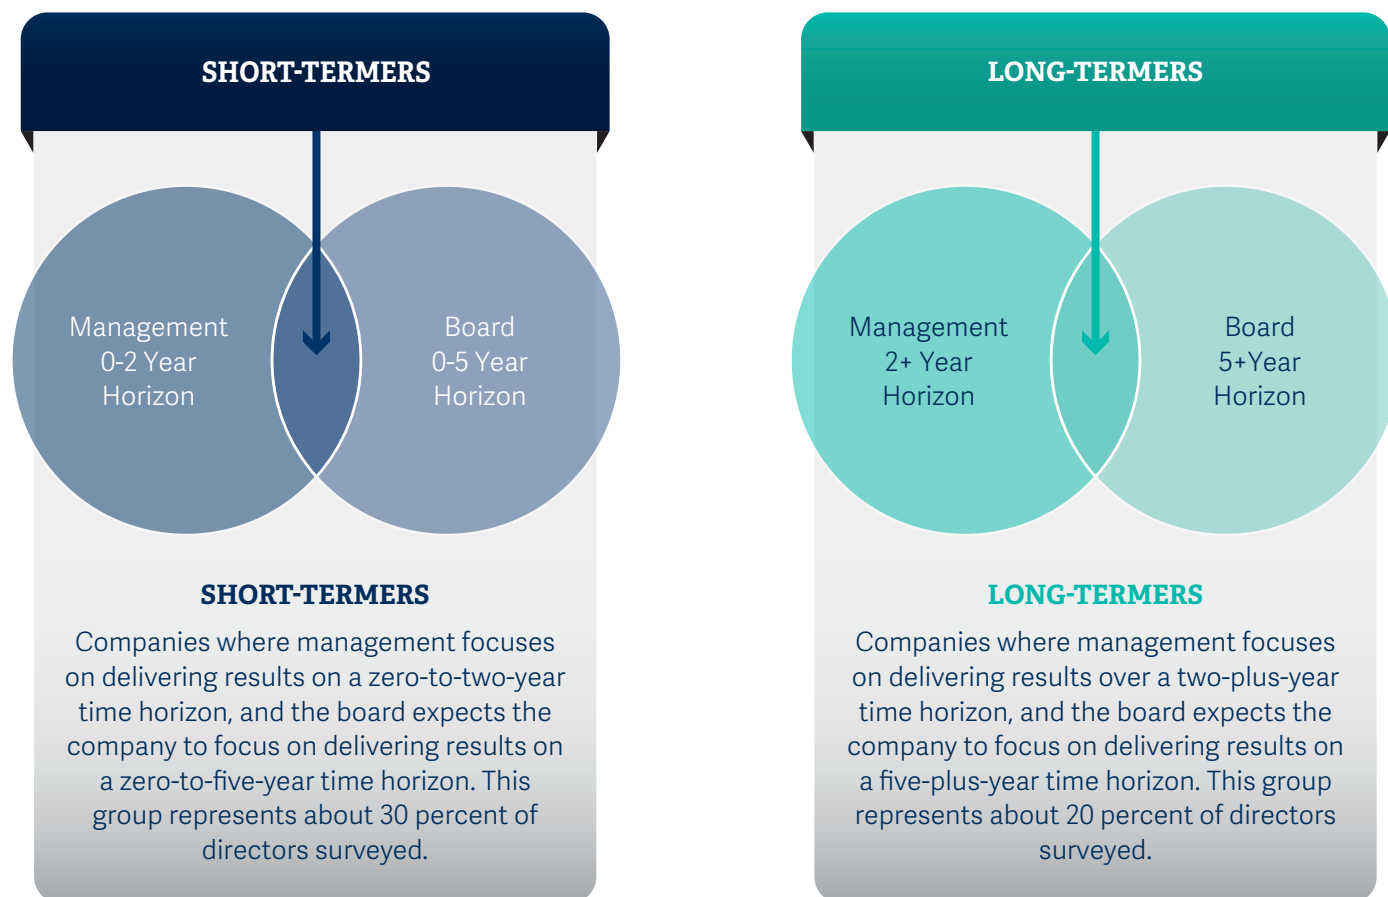 SHORT-TERMERS
Management
0-2 Year
Horizon
Board
0-5 Year
Horizon
SHORT-TERMERS
Companies where management focuses
on delivering results on a zero-to-two-year
time horizon, and the board expects the
company to focus on delivering results on
a zero-to-five-year time horizon. This
group represents about 30 percent of
directors surveyed.
LONG-TERMERS
Management
2+ Year
Horizon
Board
5+Year
Horizon
LONG-TERMERS
Companies where management focuses
on delivering results over a two-plus-year
time horizon, and the board expects the
company to focus on delivering results on
a five-plus-year time horizon. This group
represents about 20 percent of directors
surveyed.